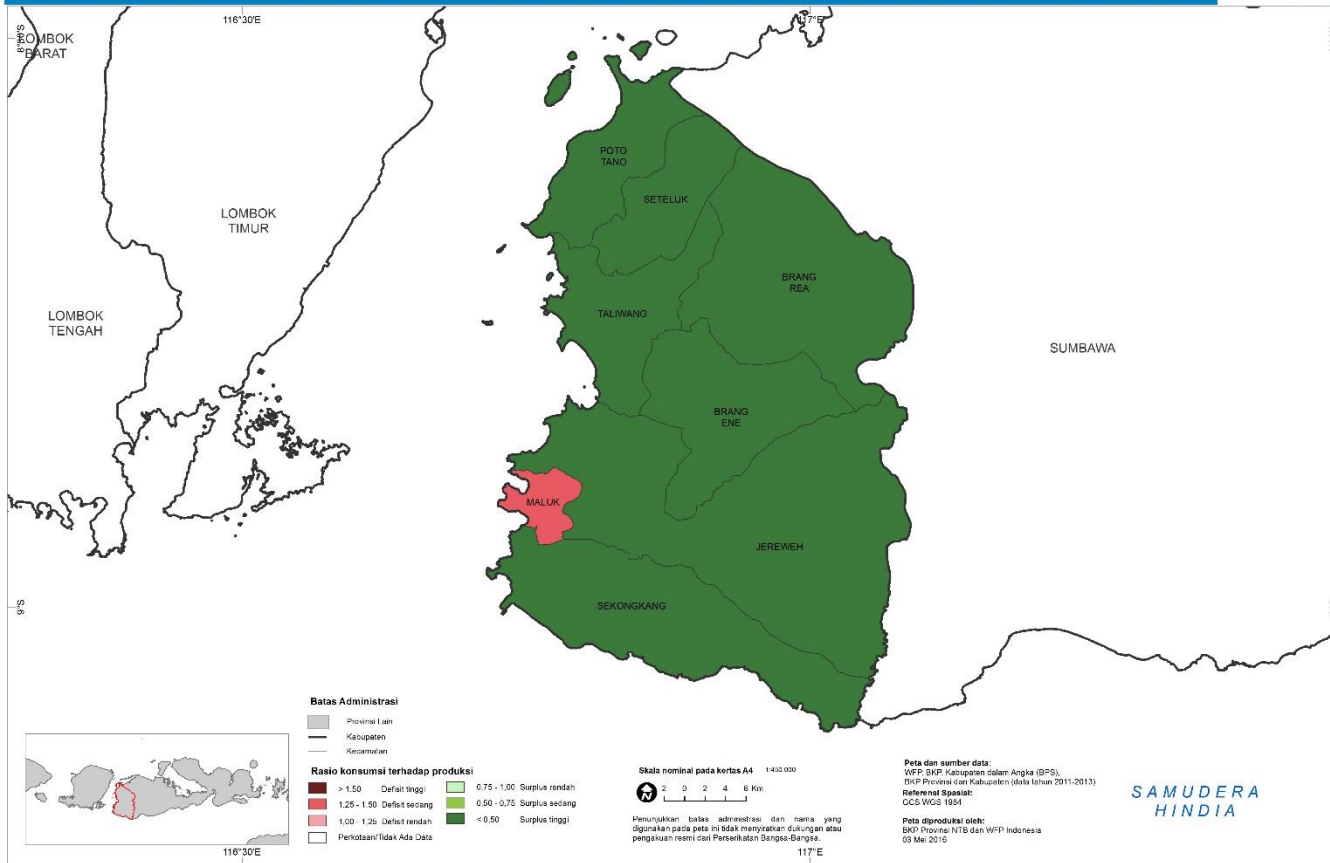 116°30'E
117°E
8°30'S
LOMBOK
BARAT
LOMBOK
TIMUR
LOMBOK
TENGAH
POTO
TANO
SETELUK
BRANG
REA
TALIWANG
SUMBAWA
BRANG
ENE
MALUK
JEREWEH
SEKONGKANG
9°S
Batas Administrasi
Provinsi Lain
Kabupaten
Kecamatan
Rasio konsumsi terhadap produksi
> 1.50 Defisit tinggi
1,25 - 1.50 Defisit sedang
1,00 - 1,25 Defisit rendah
Perkotaan/Tidak Ada Data
0.75 - 1,00 Surplus rendah
0,50 - 0,75 Surplus sedang
< 0.50 Surplus tinggi
Skala nominal pada kertas A4 1:450.000
N
2 0 2 4 6 Km
Penunjukkan batas administrasi dan nama yang
digunakan pada peta ini tidak menyiratkan dukungan atau
pengakuan resmi dari Perserikatan Bangsa-Bangsa.
Peta dan sumber data:
WFP, BKP, Kabupaten dalam Angka (BPS),
BKP Provinsi dan Kabupaten (data tahun 2011-2013)
Referensi Spasial:
GCS WGS 1984
Peta diproduksi oleh:
BKP Provinsi NTB dan WFP Indonesia
03 Mei 2016
SAMUDERA
HINDIA
116°30'E
117°E